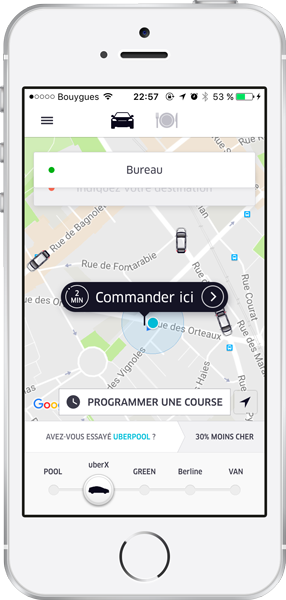 Bouygues 22:57 53 %
Bureau
Indiquez votre destination
Rue de Bagnolet
Rue de Fontarabie
2 MIN Commander ici
Rue des Orteaux
Rue Courat
Rue des Vignoles
Rue des Haies
Rue des Ma
Goo
PROGRAMMER UNE COURSE
AVEZ-VOUS ESSAYÉ UBERPOOL ? 30% MOINS CHER
POOL uberX GREEN Berline VAN